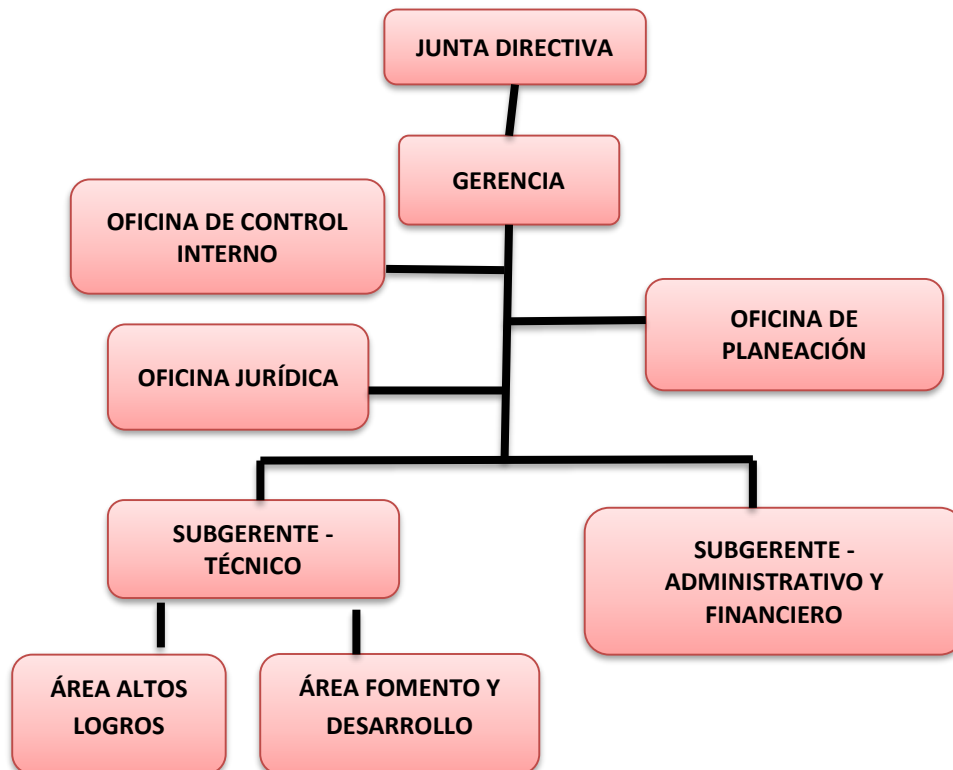 JUNTA DIRECTIVA
GERENCIA
OFICINA DE CONTROL
INTERNO
OFICINA DE
PLANEACIÓN
OFICINA JURÍDICA
SUBGERENTE -
TÉCNICO
SUBGERENTE -
ADMINISTRATIVO Y
FINANCIERO
ÁREA ALTOS
LOGROS
ÁREA FOMENTO Y
DESARROLLO